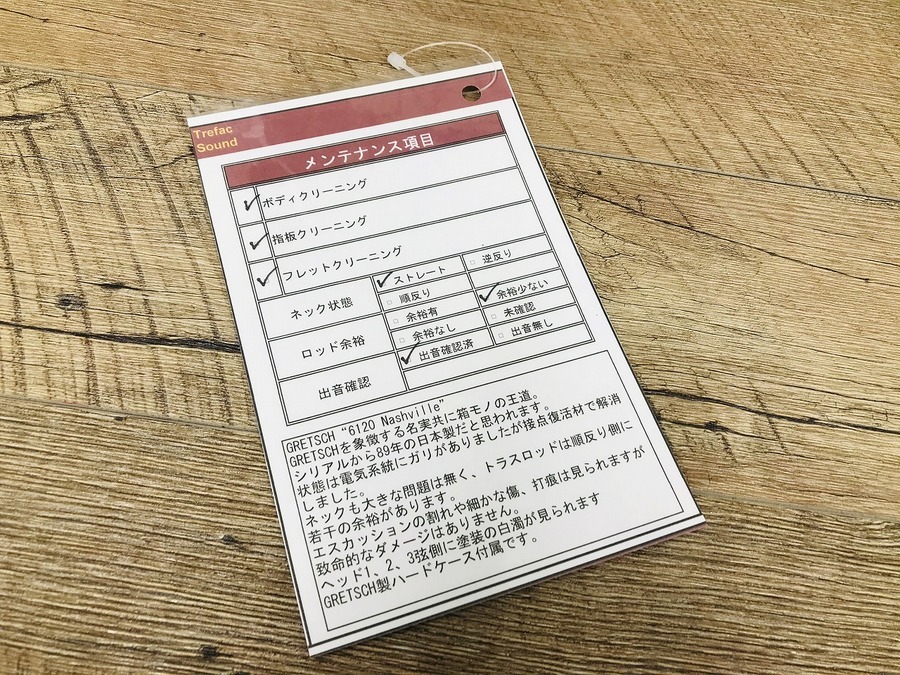 Trefac
Sound
メンテナンス項目
ボディクリーニング
指板クリーニング
フレットクリーニング
ネック状態
ストレート
逆反り
順反り
ロッド余裕
余裕有
余裕少ない
余裕なし
未確認
出音確認
出音確認済
出音無し
GRETSCH “6120 Nashville”
GRETSCHを象徴する名実共に箱モノの王道。
シリアルから89年の日本製だと思われます。
状態は電気系統にガリがありましたが接点復活材で解消
しました。
ネックも大きな問題は無く、トラスロッドは順反り側に
若干の余裕があります。
エスカッションの割れや細かな傷、打痕は見られますが
致命的なダメージはありません。
ヘッド1、2、3弦側に塗装の白濁が見られます
GRETSCH製ハードケース付属です。